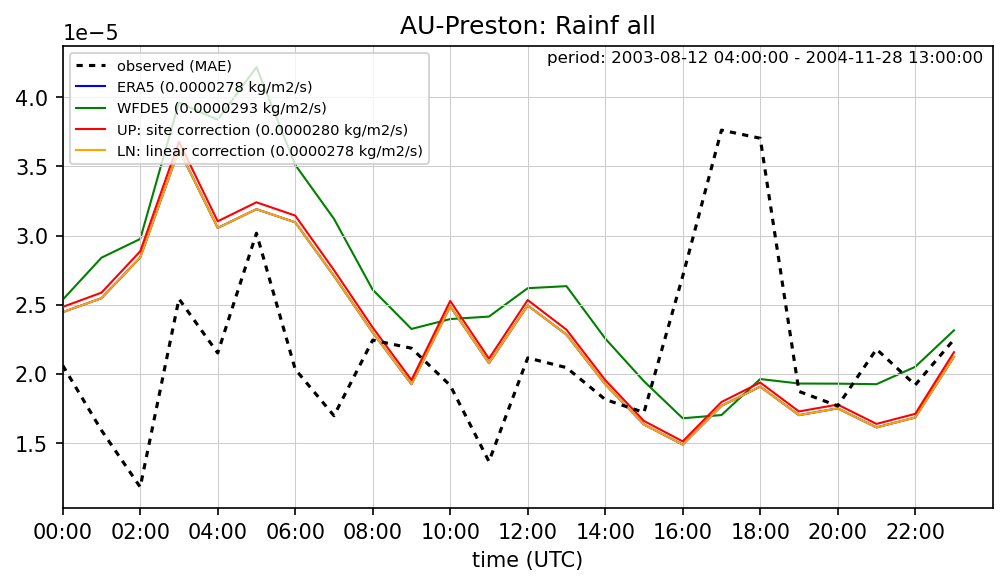 AU-Preston: Rainf all
1e−5
period: 2003-08-12 04:00:00 - 2004-11-28 13:00:00
observed (MAE)
ERA5 (0.0000278 kg/m2/s)
WFDE5 (0.0000293 kg/m2/s)
UP: site correction (0.0000280 kg/m2/s)
LN: linear correction (0.0000278 kg/m2/s)
4.0
3.5
3.0
2.5
2.0
1.5
00:00 02:00 04:00 06:00 08:00 10:00 12:00 14:00 16:00 18:00 20:00 22:00
time (UTC)